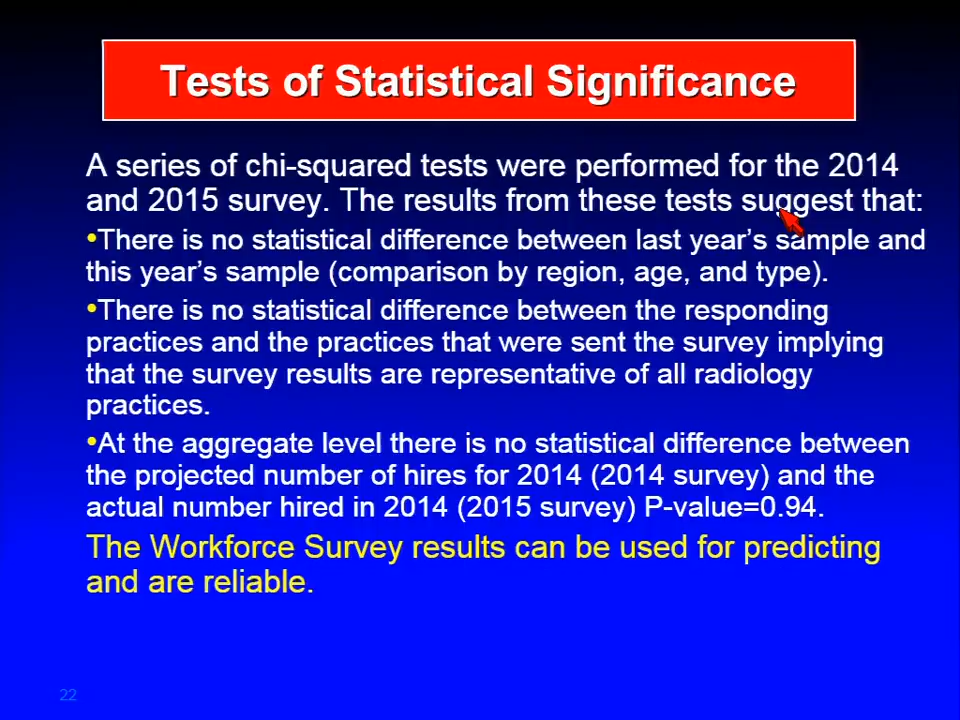 Tests of Statistical Significance
A series of chi-squared tests were performed for the 2014
and 2015 survey. The results from these tests suggest that:
•There is no statistical difference between last year’s sample and
this year’s sample (comparison by region, age, and type).
•There is no statistical difference between the responding
practices and the practices that were sent the survey implying
that the survey results are representative of all radiology
practices.
•At the aggregate level there is no statistical difference between
the projected number of hires for 2014 (2014 survey) and the
actual number hired in 2014 (2015 survey) P-value=0.94.
The Workforce Survey results can be used for predicting
and are reliable.
22